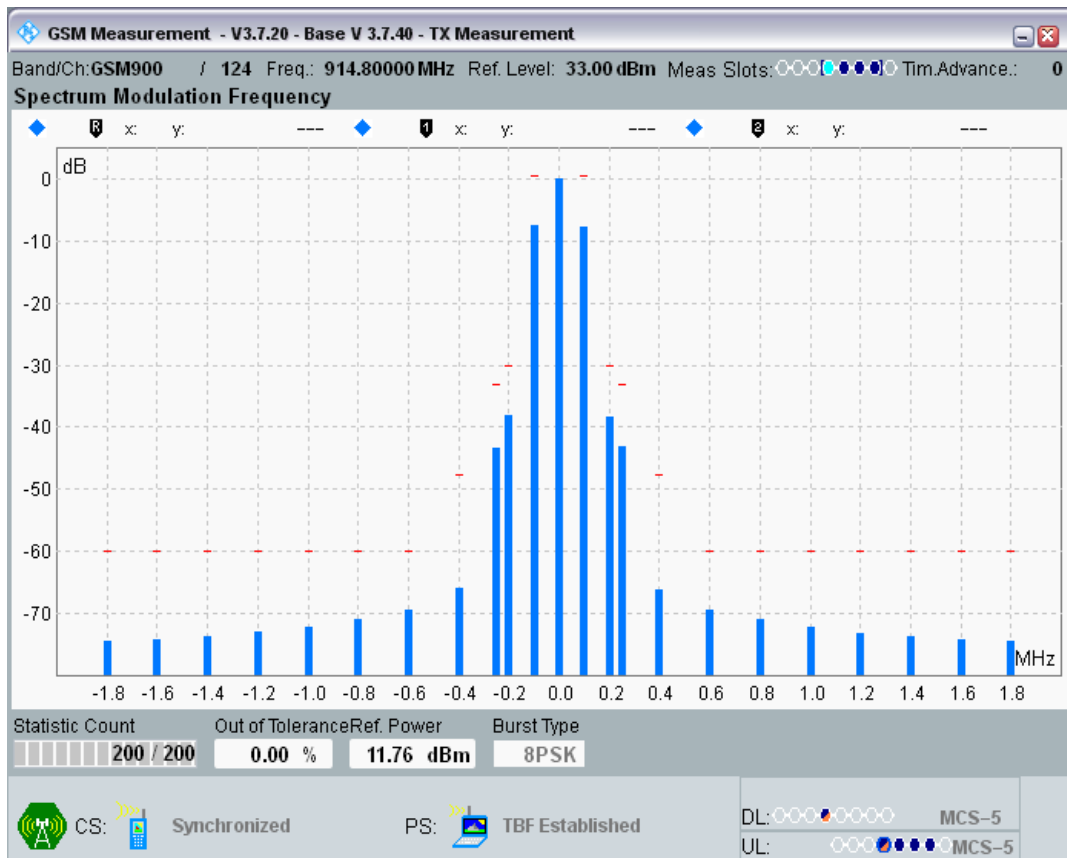 GSM Measurement - V3.7.20 - Base V 3.7.40 - TX Measurement
Band/Ch:GSM900 / 124 Freq.: 914.80000 MHz Ref. Level: 33.00 dBm Meas Slots: Tim.Advance.: 0
Spectrum Modulation Frequency
R x: y: --- 1 x: y: --- 2 x: y: ---
dB
0
-10
-20
-30
-40
-50
-60
-70
MHz
-1.8 -1.6 -1.4 -1.2 -1.0 -0.8 -0.6 -0.4 -0.2 0.0 0.2 0.4 0.6 0.8 1.0 1.2 1.4 1.6 1.8
Statistic Count Out of Tolerance Ref. Power Burst Type
200 / 200 0.00 % 11.76 dBm 8PSK
DL: MCS-5
CS: Synchronized PS: TBF Established
UL: MCS-5